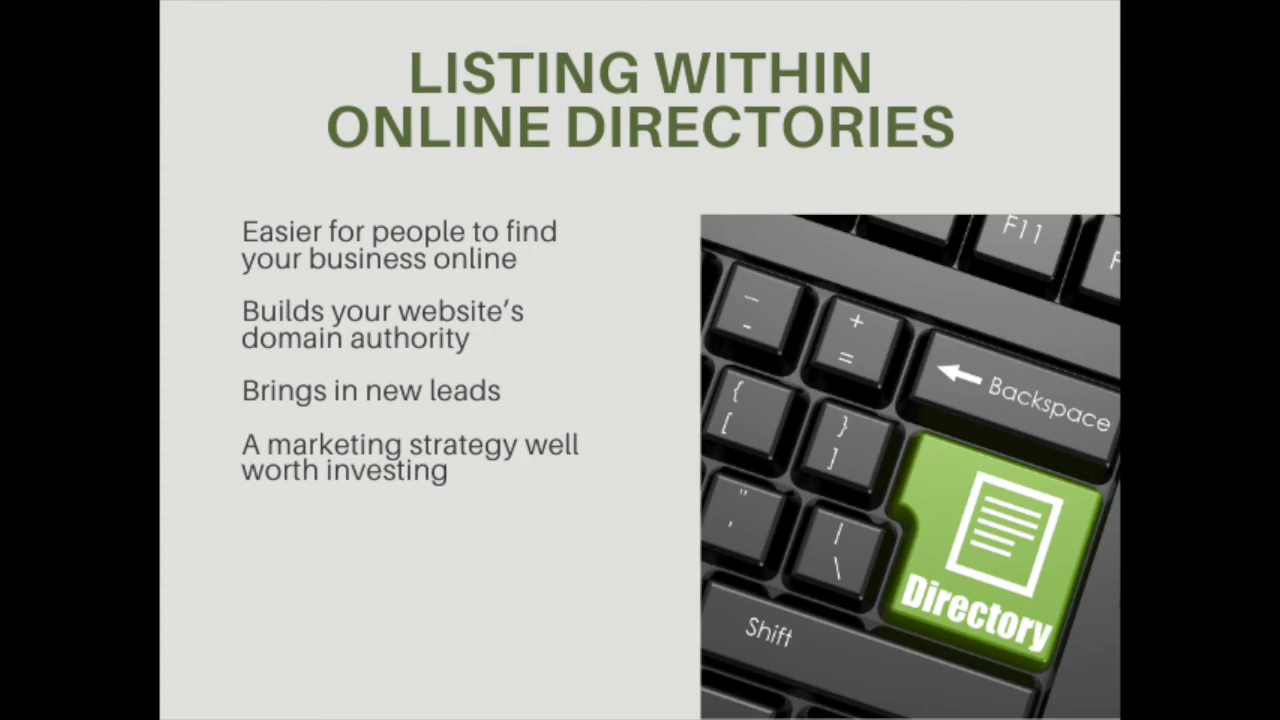 LISTING WITHIN
ONLINE DIRECTORIES
Easier for people to find
your business online
Builds your website’s
domain authority
Brings in new leads
A marketing strategy well
worth investing
F11
F
_
-
+
=
Backspace
{
[
}
]
"
'
|
\
Directory
Shift